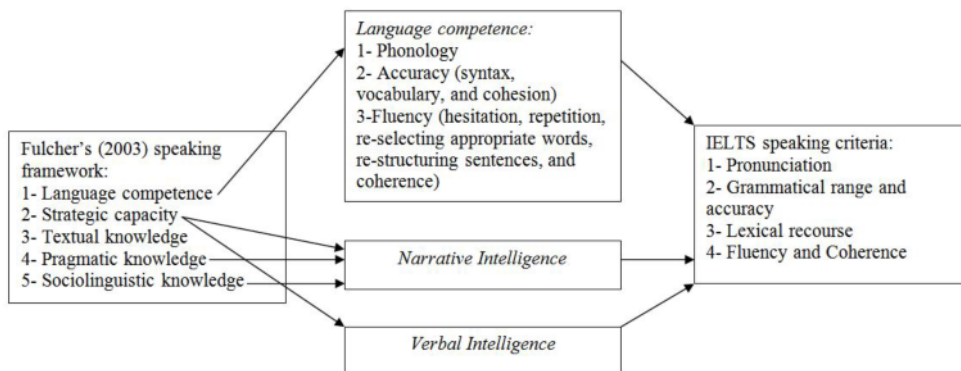 Fulcher's (2003) speaking
framework:
1- Language competence
2- Strategic capacity
3- Textual knowledge
4- Pragmatic knowledge
5- Sociolinguistic knowledge
Language competence:
1- Phonology
2- Accuracy (syntax,
vocabulary, and cohesion)
3-Fluency (hesitation, repetition,
re-selecting appropriate words,
re-structuring sentences, and
coherence)
Narrative Intelligence
Verbal Intelligence
IELTS speaking criteria:
1- Pronunciation
2- Grammatical range and
accuracy
3- Lexical recourse
4- Fluency and Coherence